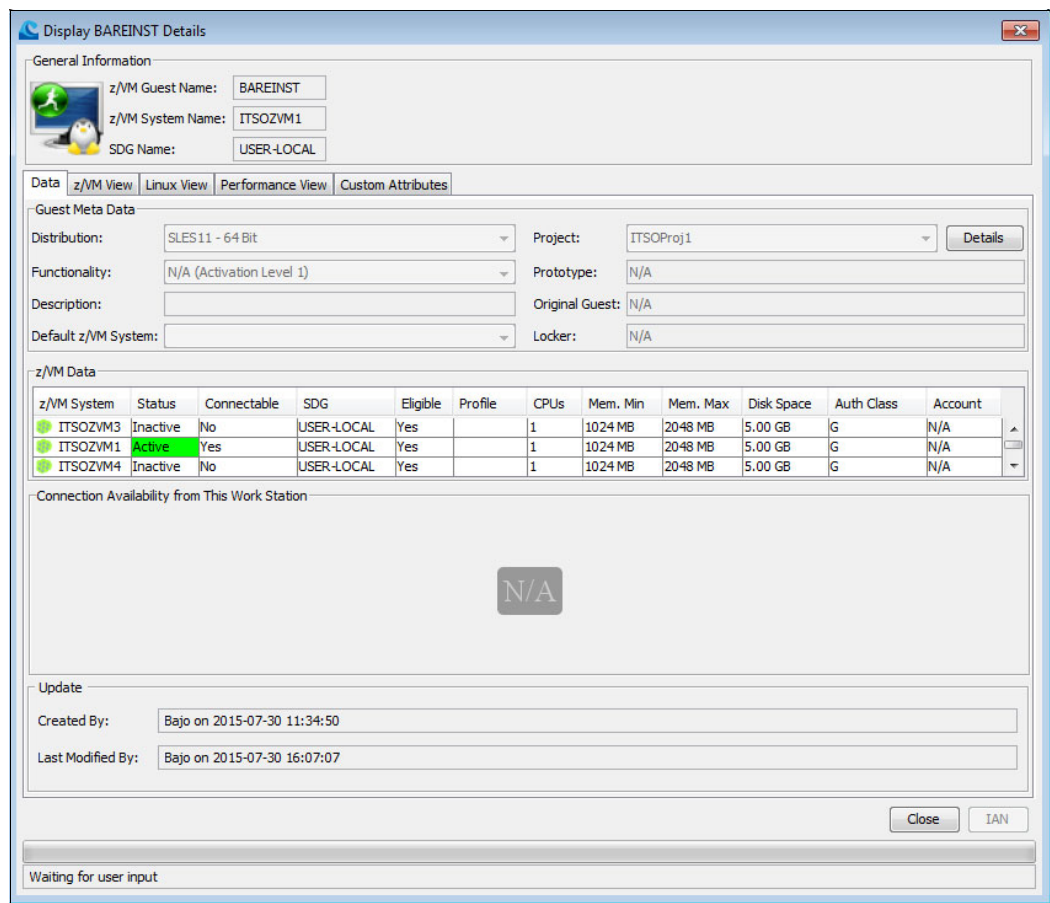 Display BAREINST Details
General Information
z/VM Guest Name: BAREINST
z/VM System Name: ITSOZVM1
SDG Name: USER-LOCAL
Data z/VM View Linux View Performance View Custom Attributes
Guest Meta Data
Distribution: SLES11 - 64 Bit Project: ITSOProj1 Details
Functionality: N/A (Activation Level 1) Prototype: N/A
Description: Original Guest: N/A
Default z/VM System: Locker: N/A
z/VM Data
z/VM System Status Connectable SDG Eligible Profile CPUs Mem. Min Mem. Max Disk Space Auth Class Account
ITSOZVM3 Inactive No USER-LOCAL Yes 1 1024 MB 2048 MB 5.00 GB G N/A
ITSOZVM1 Active Yes USER-LOCAL Yes 1 1024 MB 2048 MB 5.00 GB G N/A
ITSOZVM4 Inactive No USER-LOCAL Yes 1 1024 MB 2048 MB 5.00 GB G N/A
Connection Availability from This Work Station
N/A
Update
Created By: Bajo on 2015-07-30 11:34:50
Last Modified By: Bajo on 2015-07-30 16:07:07
Close IAN
Waiting for user input